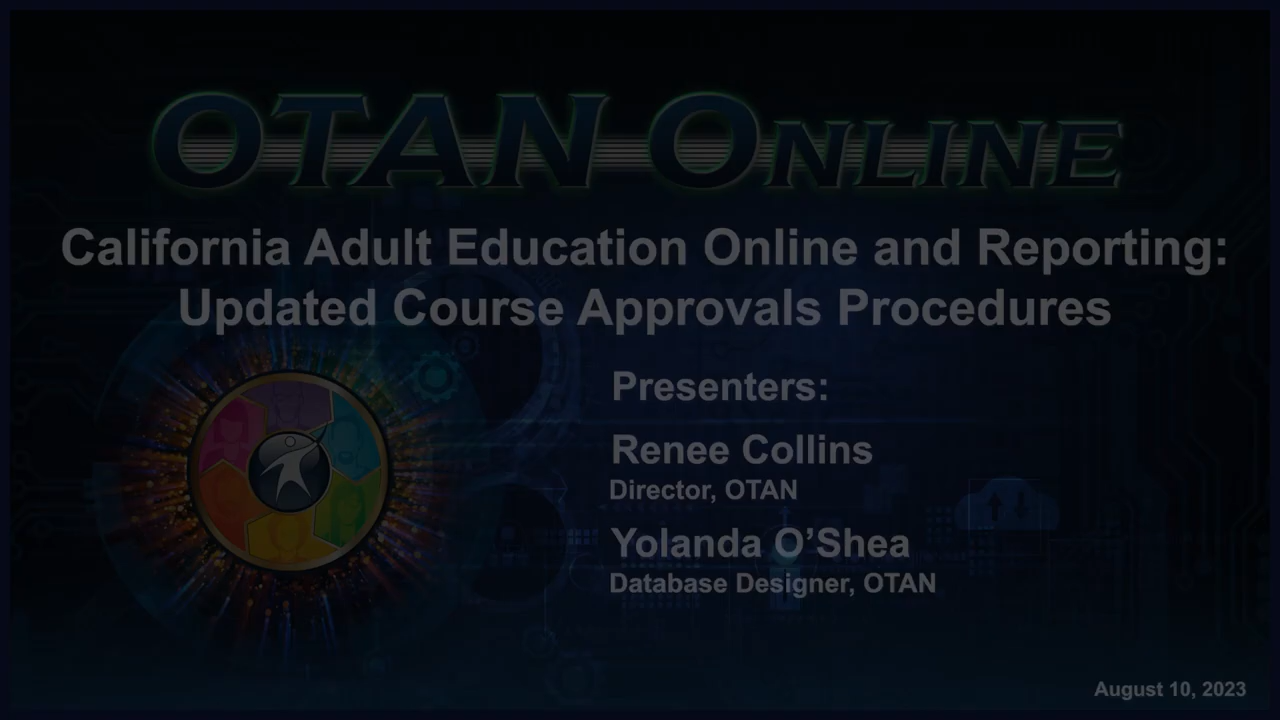 OTAN ONLINE
California Adult Education Online and Reporting:
Updated Course Approvals Procedures
Presenters:
Renee Collins
Director, OTAN
Yolanda O’Shea
Database Designer, OTAN
August 10, 2023